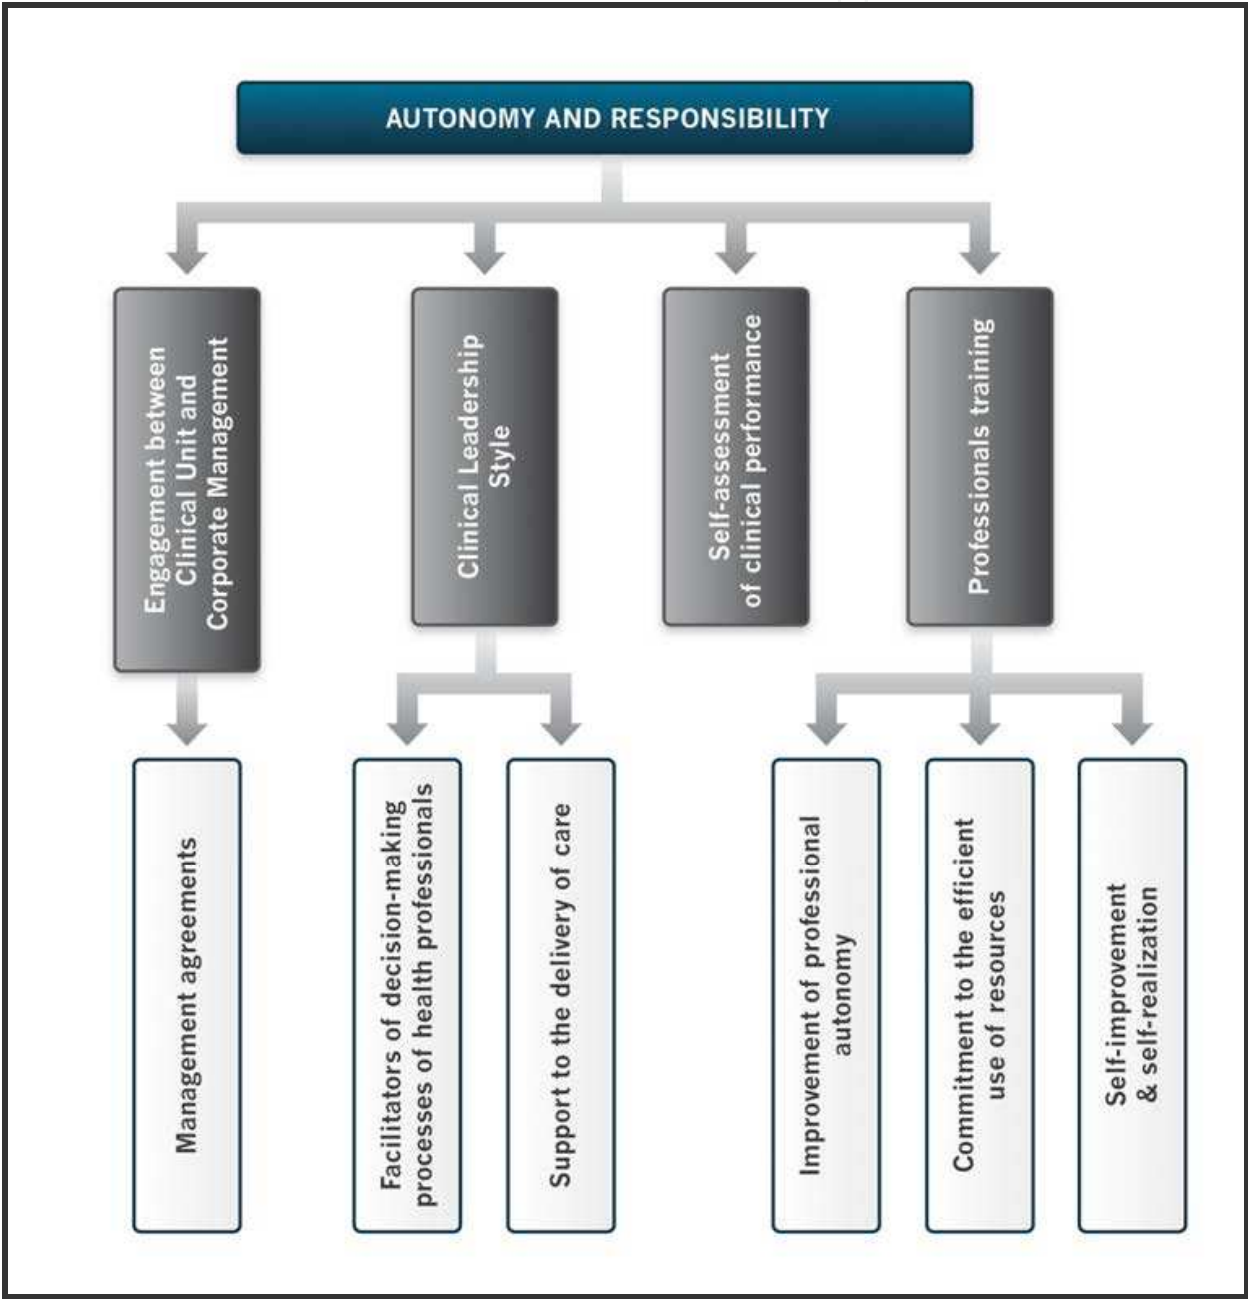 AUTONOMY AND RESPONSIBILITY
Engagement between
Clinical Unit and
Corporate Management
Clinical Leadership
Style
Self-assessment
of clinical performance
Professionals training
Management agreements
Facilitators of decision-making
processes of health professionals
Support to the delivery of care
Improvement of professional
autonomy
Commitment to the efficient
use of resources
Self-improvement
& self-realization